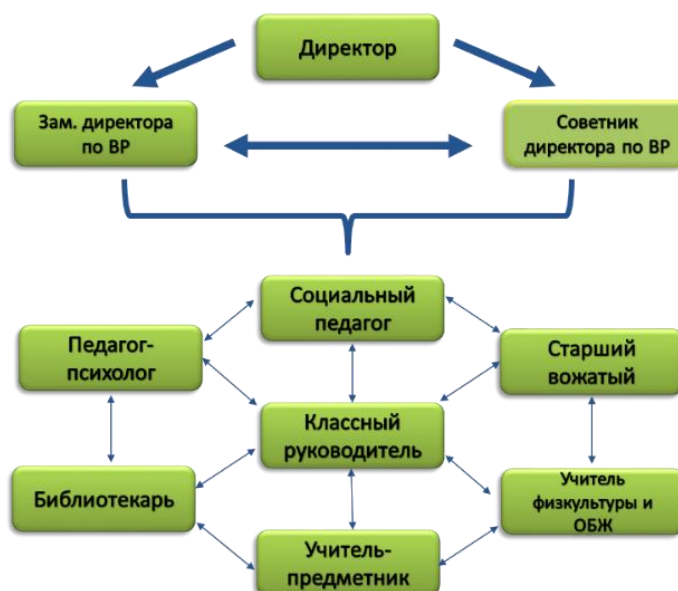 Директор
Зам. директора
по ВР
Советник
директора по ВР
Социальный
педагог
Педагог-
психолог
Старший
вожатый
Классный
руководитель
Библиотекарь
Учитель
физкультуры и
ОБЖ
Учитель-
предметник